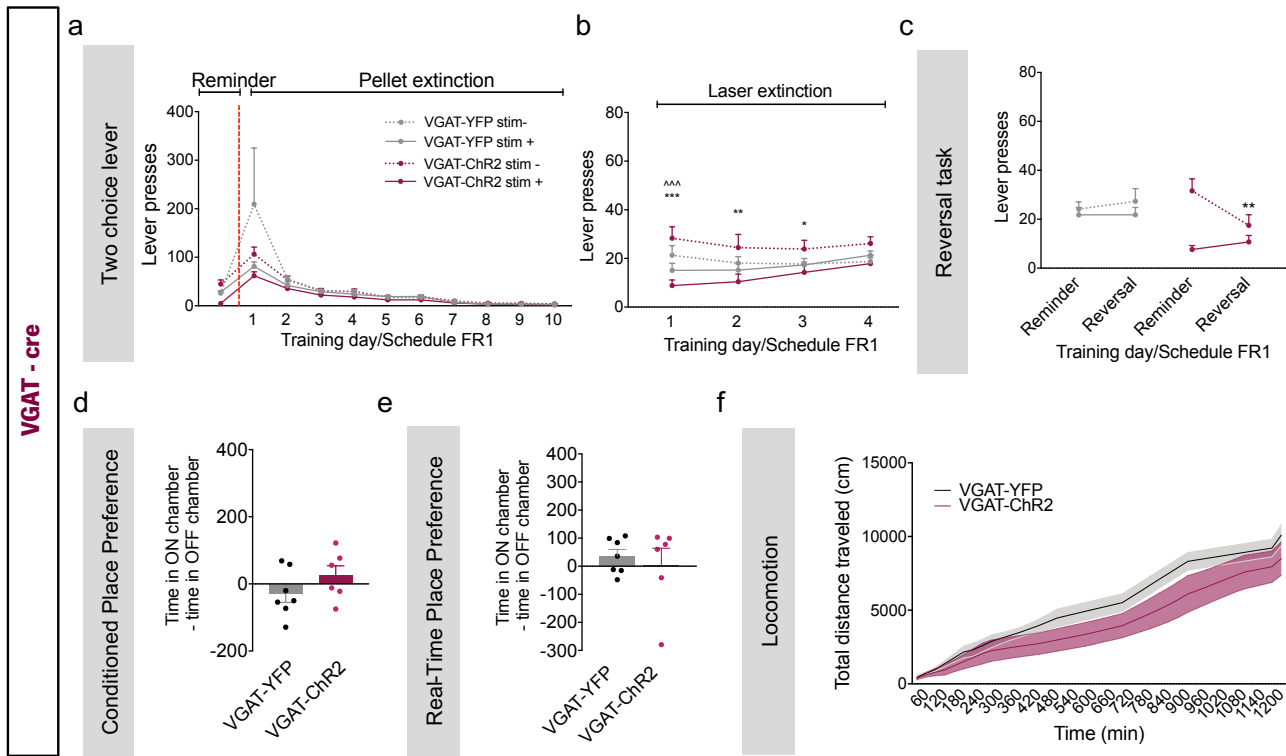 VGAT - cre
a
Two choice lever
Reminder
Pellet extinction
Lever presses
400
300
200
100
0
VGAT-YFP stim-
VGAT-YFP stim +
VGAT-ChR2 stim -
VGAT-ChR2 stim +
1 2 3 4 5 6 7 8 9 10
Training day/Schedule FR1
b
Laser extinction
Lever presses
80
60
40
20
0
^^^
***
**
*
1 2 3 4
Training day/Schedule FR1
c
Reversal task
Lever presses
80
60
40
20
0
**
Reminder
Reversal
Reminder
Reversal
Training day/Schedule FR1
d
Conditioned Place Preference
Time in ON chamber
- time in OFF chamber
400
200
0
-200
VGAT-YFP
VGAT-ChR2
e
Real-Time Place Preference
Time in ON chamber
- time in OFF chamber
400
300
200
100
0
-100
-200
-300
VGAT-YFP
VGAT-ChR2
f
Locomotion
Total distance traveled (cm)
15000
10000
5000
0
VGAT-YFP
VGAT-ChR2
60 120 180 240 300 360 420 480 540 600 660 720 780 840 900 960 1020 1080 1140 1200
Time (min)